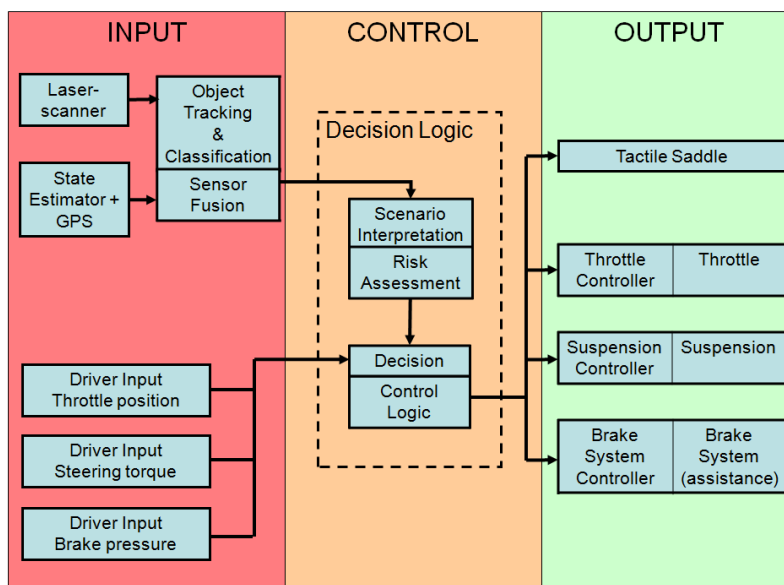 INPUT
CONTROL
OUTPUT
Laser-
scanner
Object
Tracking
&
Classification
State
Estimator +
GPS
Sensor
Fusion
Driver Input
Throttle position
Driver Input
Steering torque
Driver Input
Brake pressure
Decision Logic
Scenario
Interpretation
Risk
Assessment
Decision
Control
Logic
Tactile Saddle
Throttle
Controller
Throttle
Suspension
Controller
Suspension
Brake
System
Controller
Brake
System
(assistance)